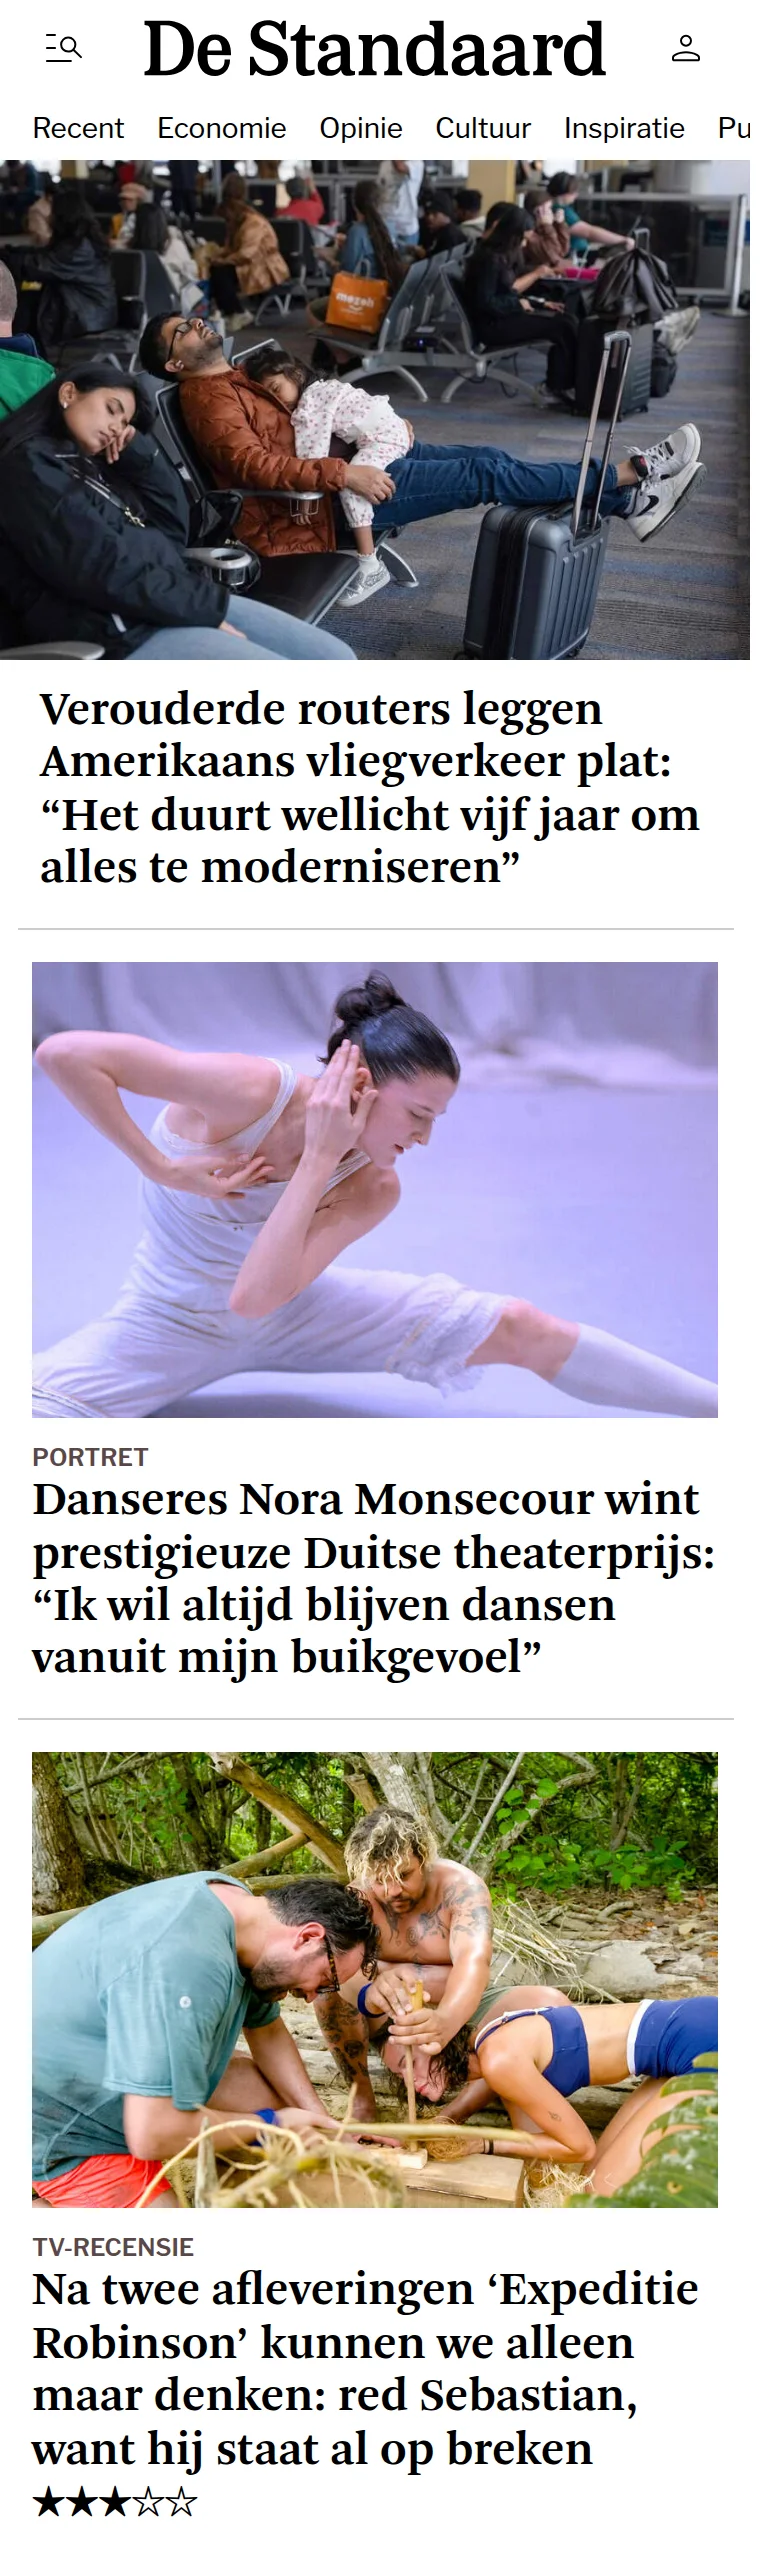 De Standaard
Recent Economie Opinie Cultuur Inspiratie Pu
mozeh
Verouderde routers leggen
Amerikaans vliegverkeer plat:
“Het duurt wellicht vijf jaar om
alles te moderniseren”
PORTRET
Danseres Nora Monsecour wint
prestigieuze Duitse theaterprijs:
“Ik wil altijd blijven dansen
vanuit mijn buikgevoel”
TV-RECENSIE
Na twee afleveringen ‘Expeditie
Robinson’ kunnen we alleen
maar denken: red Sebastian,
want hij staat al op breken
★★★☆☆